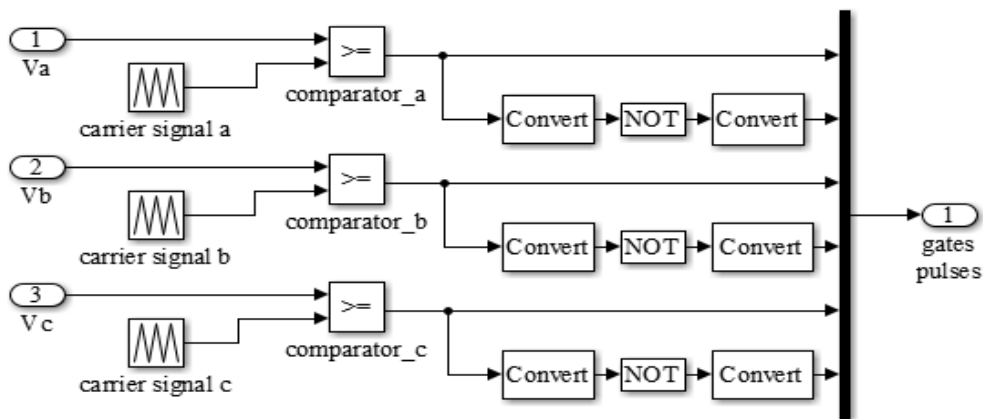 1
Va
carrier signal a
>=
comparator_a
Convert
NOT
Convert
2
Vb
carrier signal b
>=
comparator_b
Convert
NOT
Convert
3
Vc
carrier signal c
>=
comparator_c
Convert
NOT
Convert
1
gates
pulses